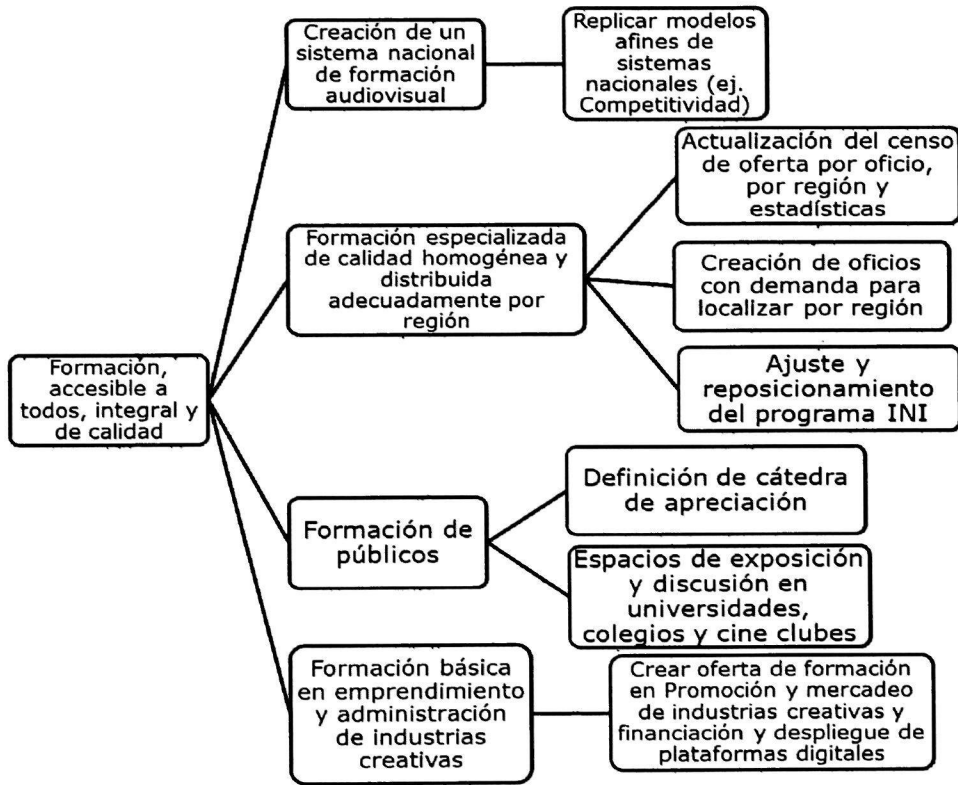 Creación de un
sistema nacional
de formación
audiovisual
Replicar modelos
afines de
sistemas
nacionales (ej.
Competitividad)
Formación especializada
de calidad homogénea y
distribuida
adecuadamente por
región
Actualización del censo
de oferta por oficio,
por región y
estadísticas
Creación de oficios
con demanda para
localizar por región
Ajuste y
reposicionamiento
del programa INI
Formación,
accesible a
todos, integral y
de calidad
Formación de
públicos
Definición de cátedra
de apreciación
Espacios de exposición
y discusión en
universidades,
colegios y cine clubes
Formación básica
en emprendimiento
y administración
de industrias
creativas
Crear oferta de formación
en Promoción y mercadeo
de industrias creativas y
financiación y despliegue de
plataformas digitales